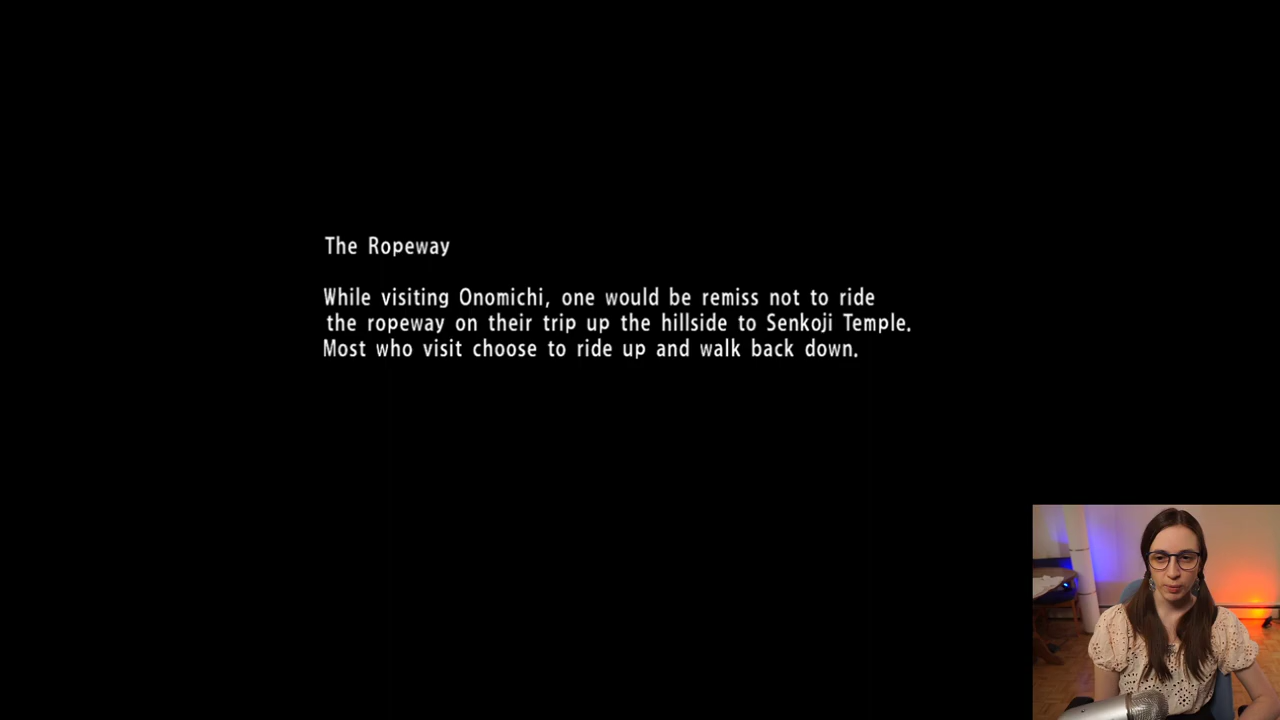 The Ropeway
While visiting Onomichi, one would be remiss not to ride
the ropeway on their trip up the hillside to Senkoji Temple.
Most who visit choose to ride up and walk back down.